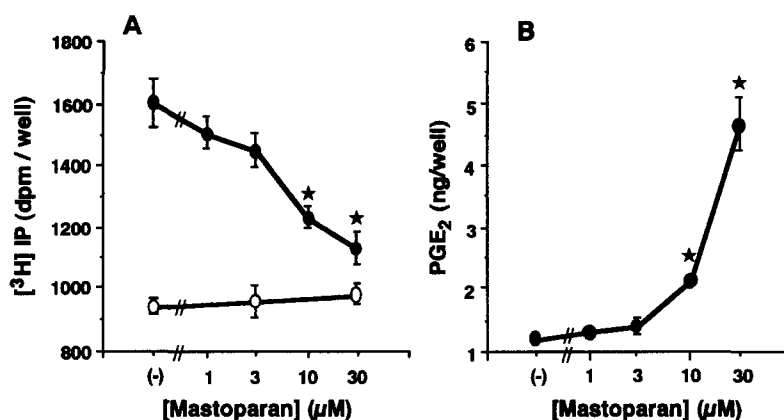 A
[³H] IP (dpm / well)
1800
1600
1400
1200
1000
800
(-) 1 3 10 30
[Mastoparan] (µM)
B
PGE₂ (ng/well)
6
5
4
3
2
1
(-) 1 3 10 30
[Mastoparan] (µM)